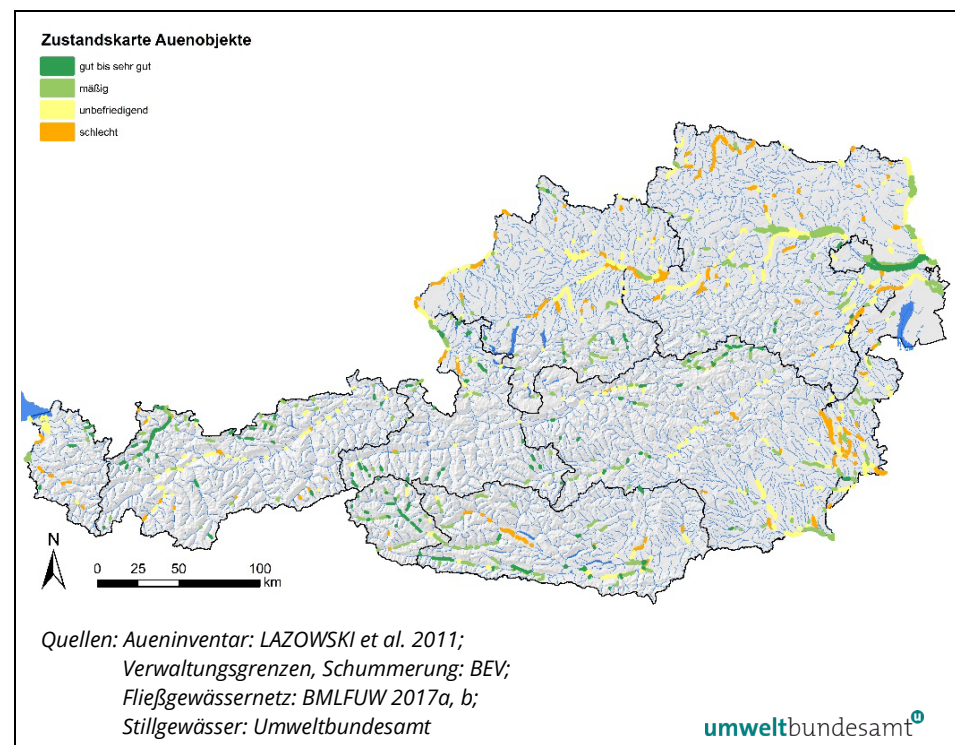 Zustandskarte Auenobjekte
gut bis sehr gut
mäßig
unbefriedigend
schlecht
N
0 25 50 100
km
Quellen: Aueninventar: LAZOWSKI et al. 2011;
Verwaltungsgrenzen, Schummerung: BEV;
Fließgewässernetz: BMLFUW 2017a, b;
Stillgewässer: Umweltbundesamt
umweltbundesamt u